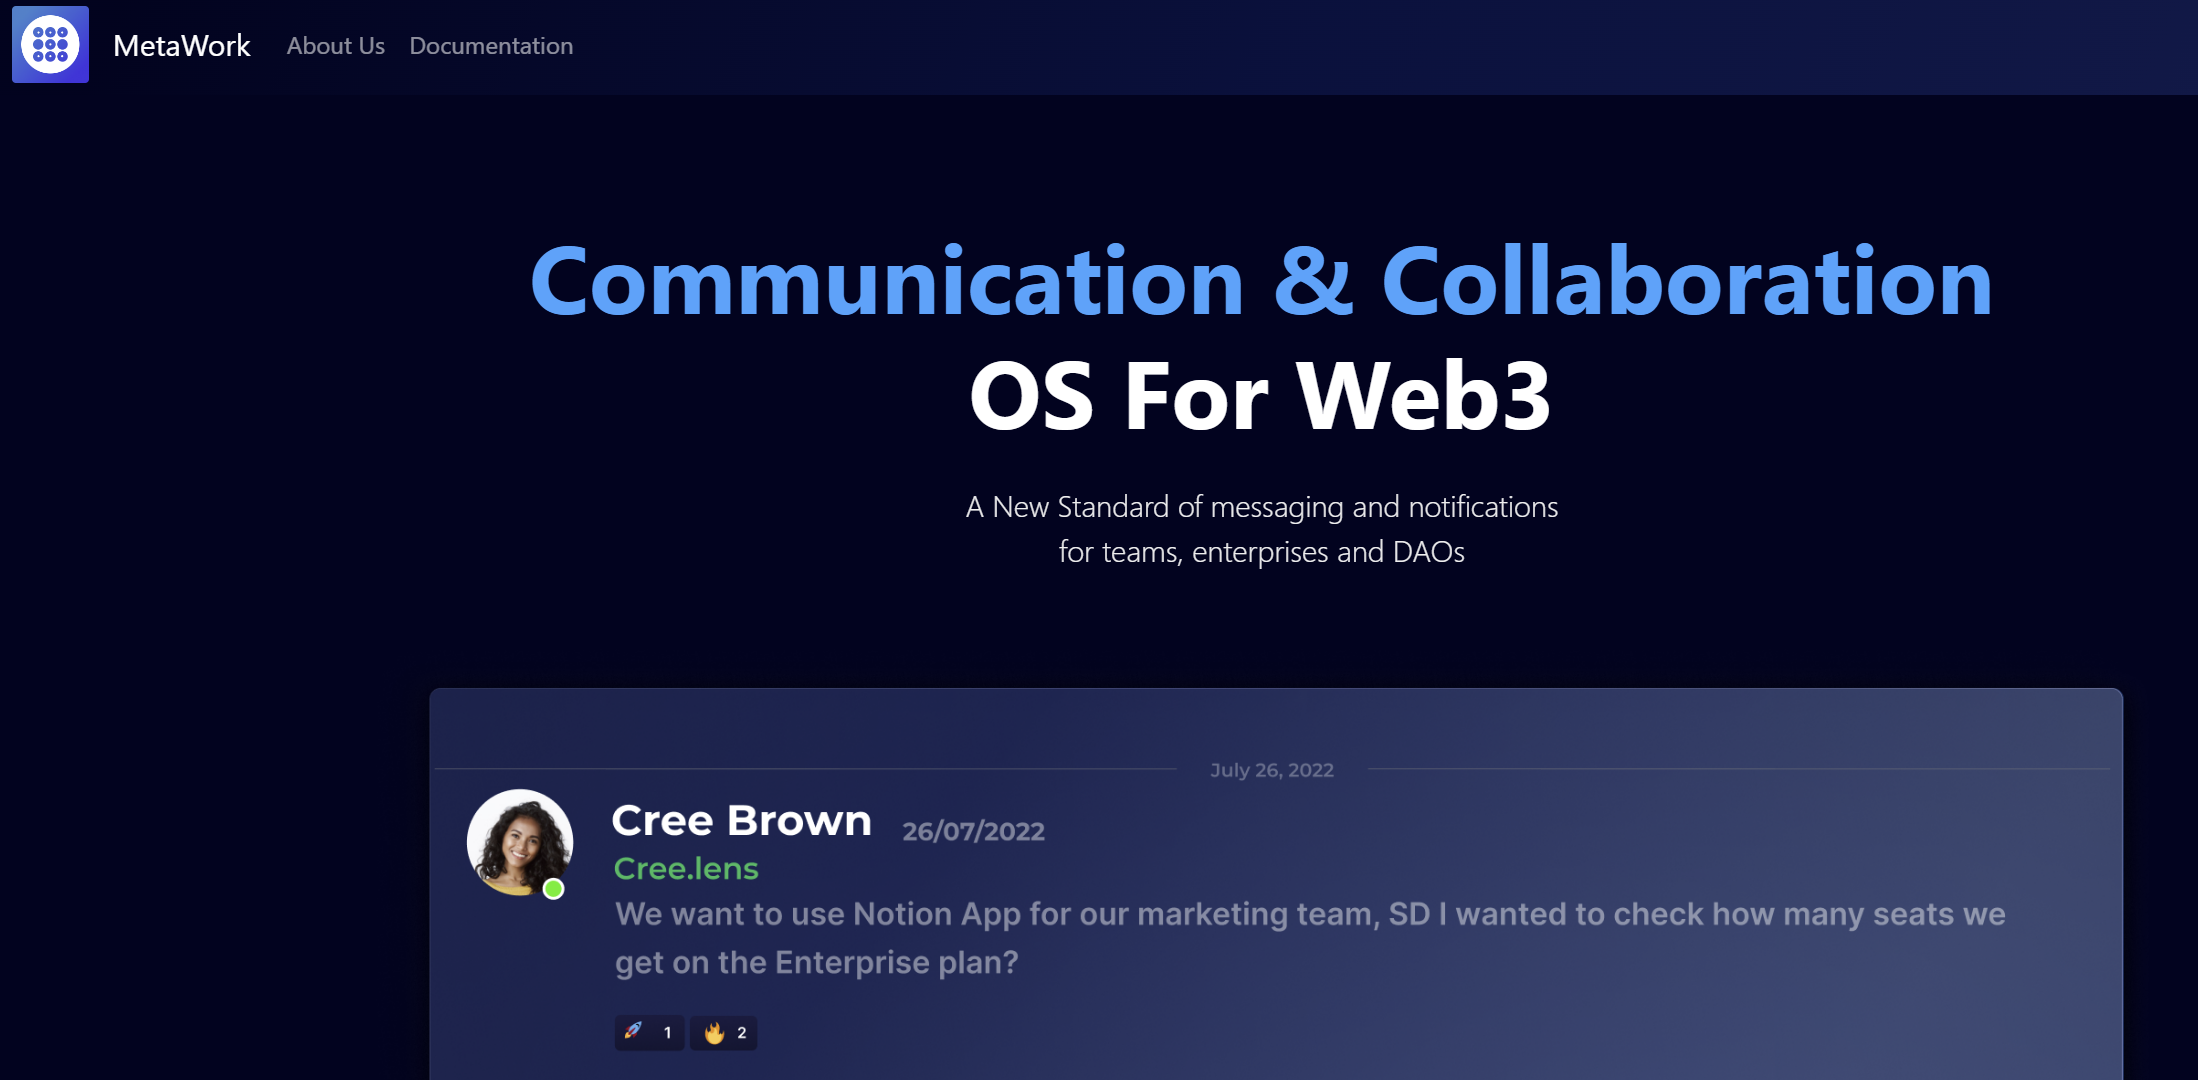 MetaWork About Us Documentation
Communication & Collaboration
OS For Web3
A New Standard of messaging and notifications
for teams, enterprises and DAOs
July 26, 2022
Cree Brown 26/07/2022
Cree.lens
We want to use Notion App for our marketing team, SD I wanted to check how many seats we
get on the Enterprise plan?
1 2